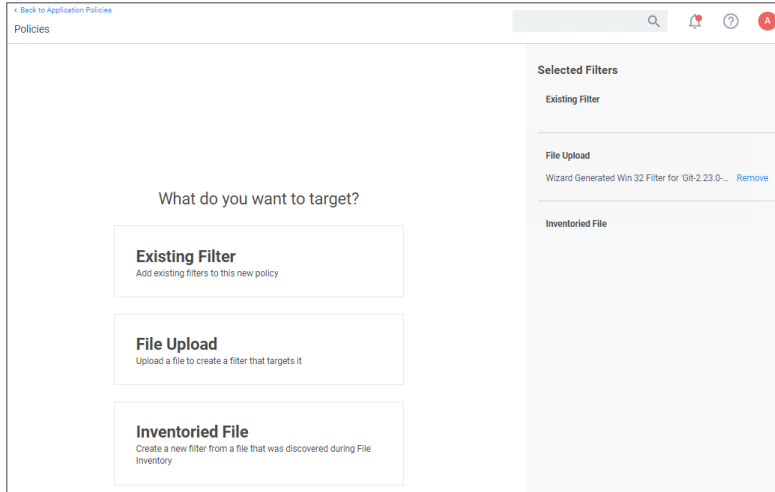 ‹ Back to Application Policies
Policies
A
What do you want to target?
Existing Filter
Add existing filters to this new policy
File Upload
Upload a file to create a filter that targets it
Inventoried File
Create a new filter from a file that was discovered during File
Inventory
Selected Filters
Existing Filter
File Upload
Wizard Generated Win 32 Filter for 'Git-2.23.0-... Remove
Inventoried File